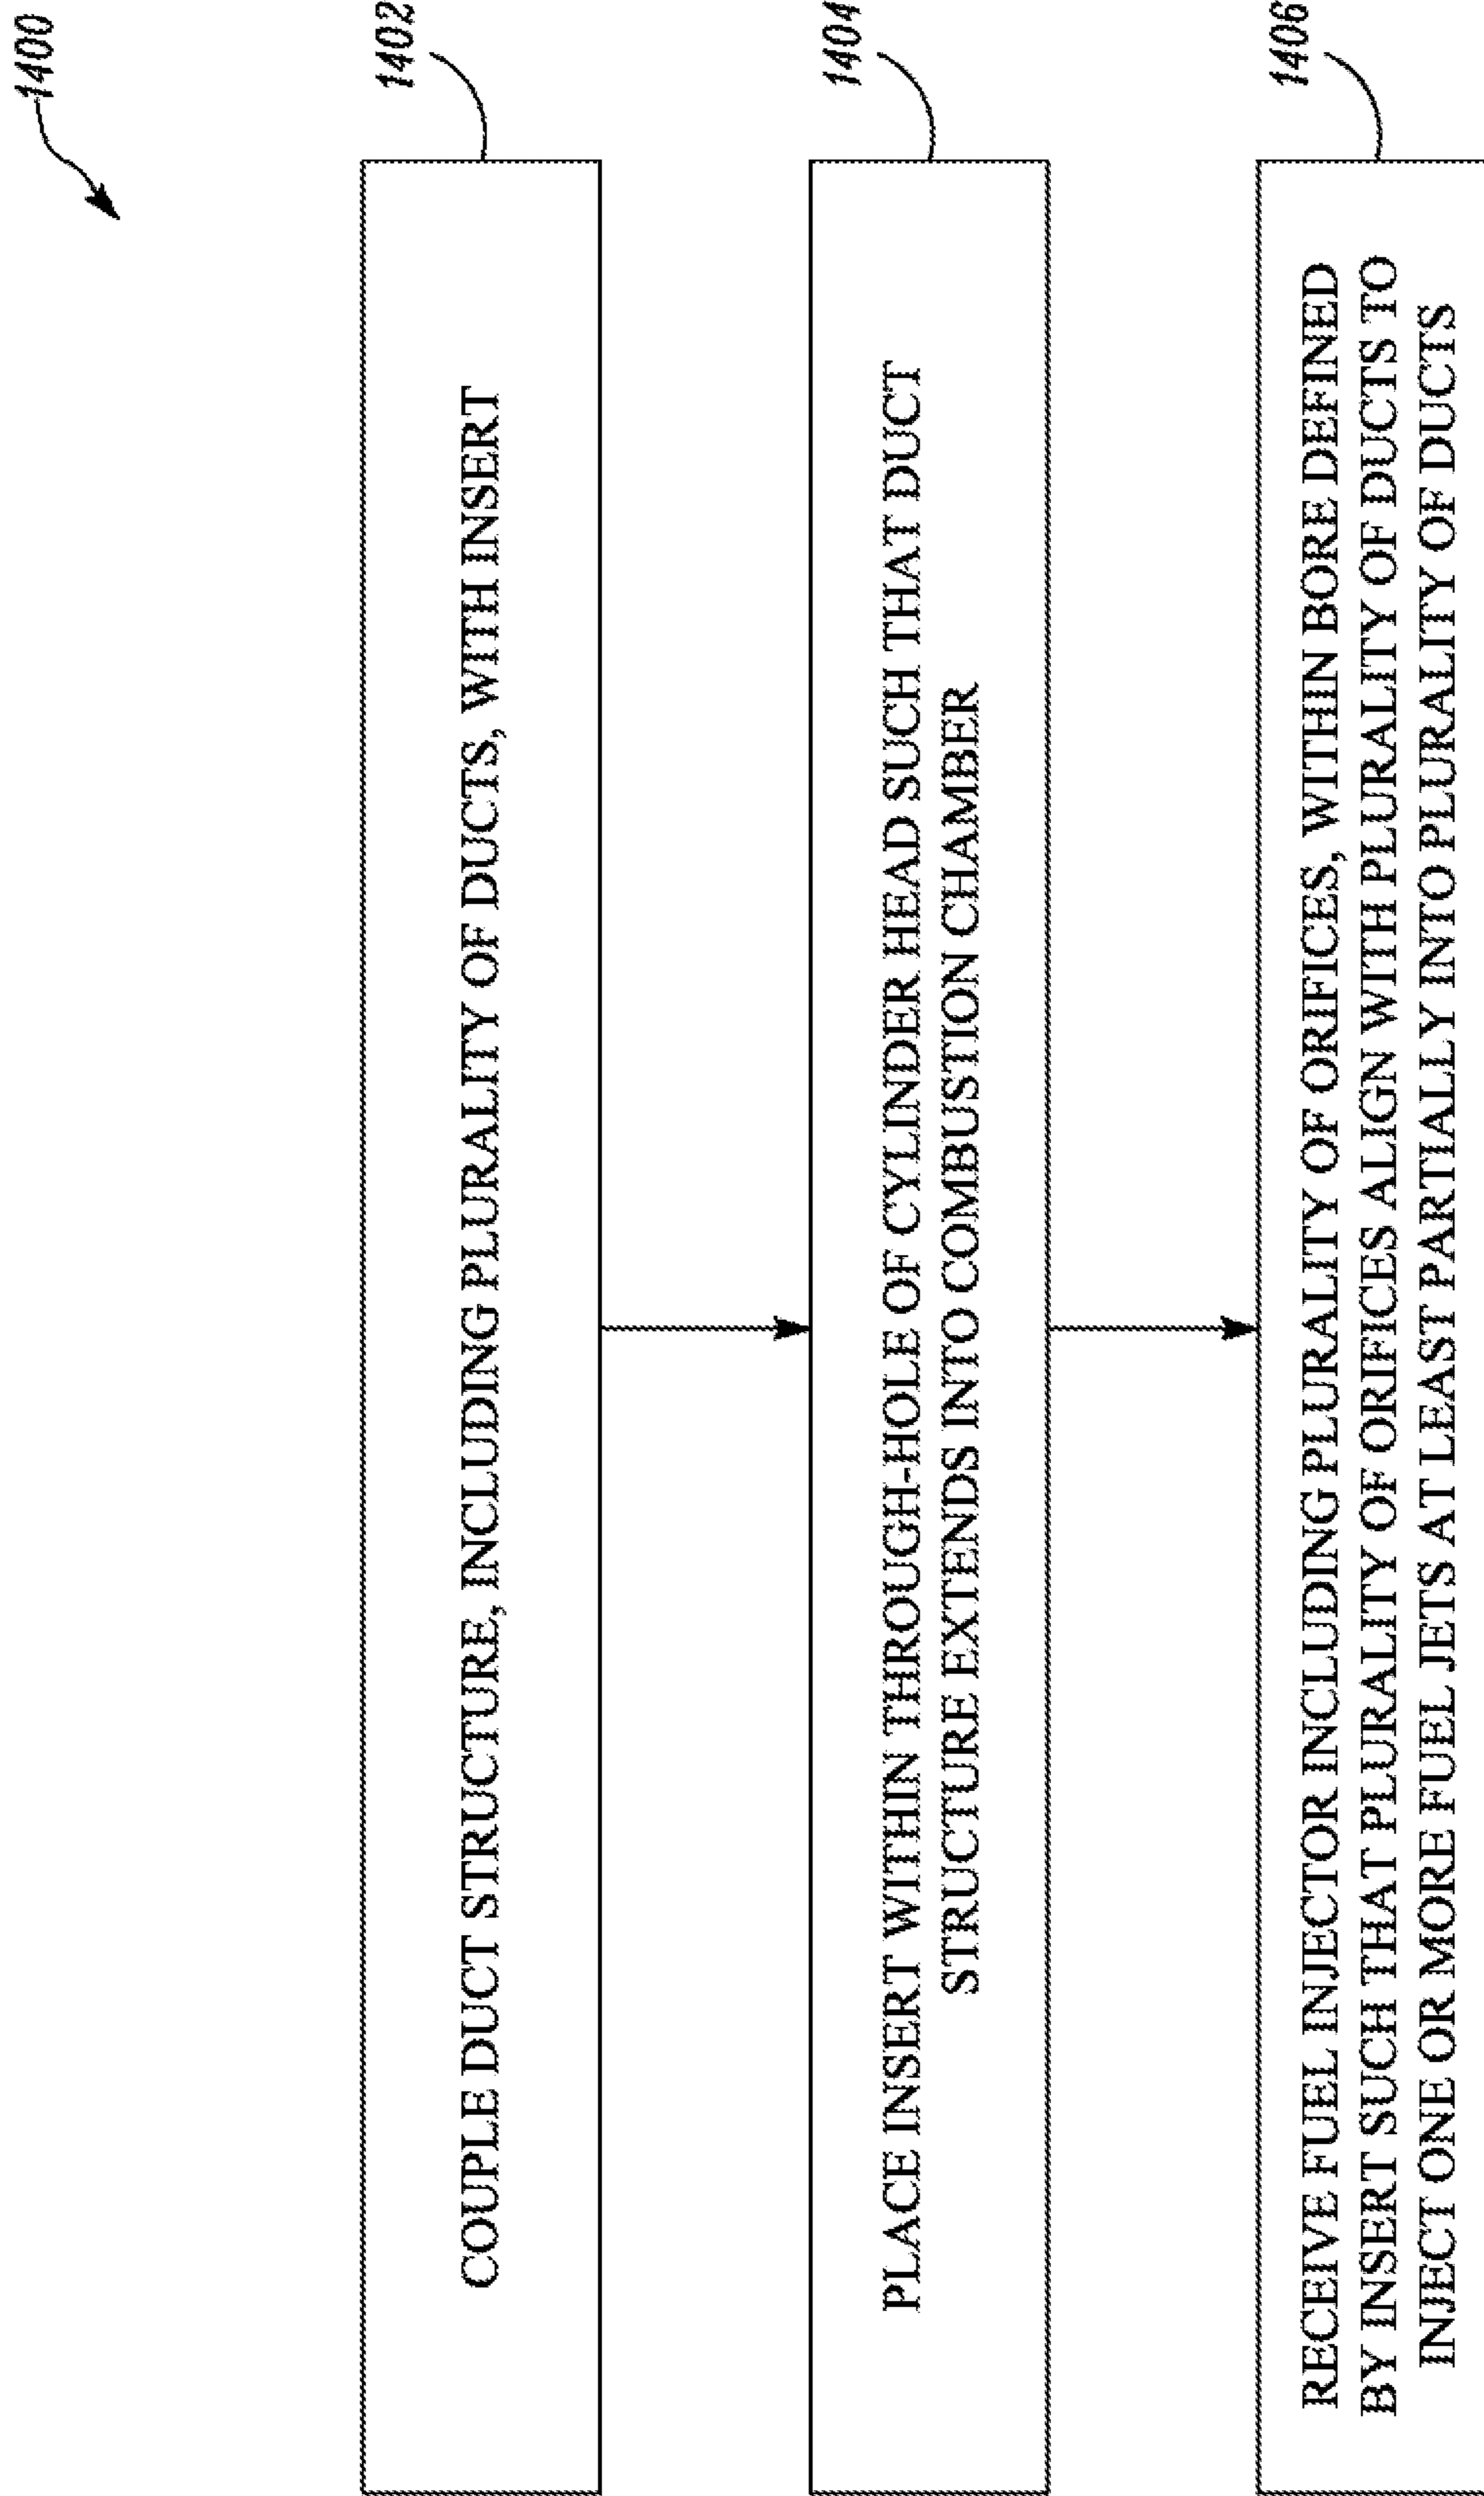 1400
1402
COUPLE DUCT STRUCTURE, INCLUDING PLURALITY OF DUCTS, WITH INSERT
1404
PLACE INSERT WITHIN THROUGH-HOLE OF CYLINDER HEAD SUCH THAT DUCT
STRUCTURE EXTENDS INTO COMBUSTION CHAMBER
1406
RECEIVE FUEL INJECTOR INCLUDING PLURALITY OF ORIFICES, WITHIN BORE DEFINED
BY INSERT SUCH THAT PLURALITY OF ORIFICES ALIGN WITH PLURALITY OF DUCTS TO
INJECT ONE OR MORE FUEL JETS AT LEAST PARTIALLY INTO PLURALITY OF DUCTS